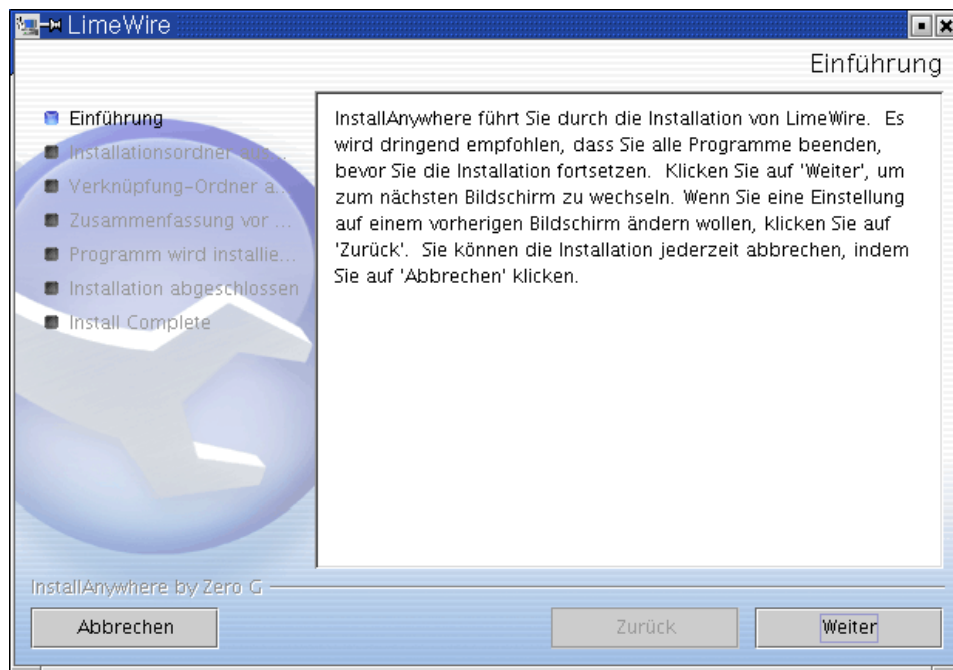 LimeWire
Einführung
Einführung
Installationsordner aus...
Verknüpfung-Ordner a...
Zusammenfassung vor ...
Programm wird installie...
Installation abgeschlossen
Install Complete
InstallAnywhere führt Sie durch die Installation von LimeWire. Es
wird dringend empfohlen, dass Sie alle Programme beenden,
bevor Sie die Installation fortsetzen. Klicken Sie auf 'Weiter', um
zum nächsten Bildschirm zu wechseln. Wenn Sie eine Einstellung
auf einem vorherigen Bildschirm ändern wollen, klicken Sie auf
'Zurück'. Sie können die Installation jederzeit abbrechen, indem
Sie auf 'Abbrechen' klicken.
InstallAnywhere by Zero G
Abbrechen
Zurück
Weiter